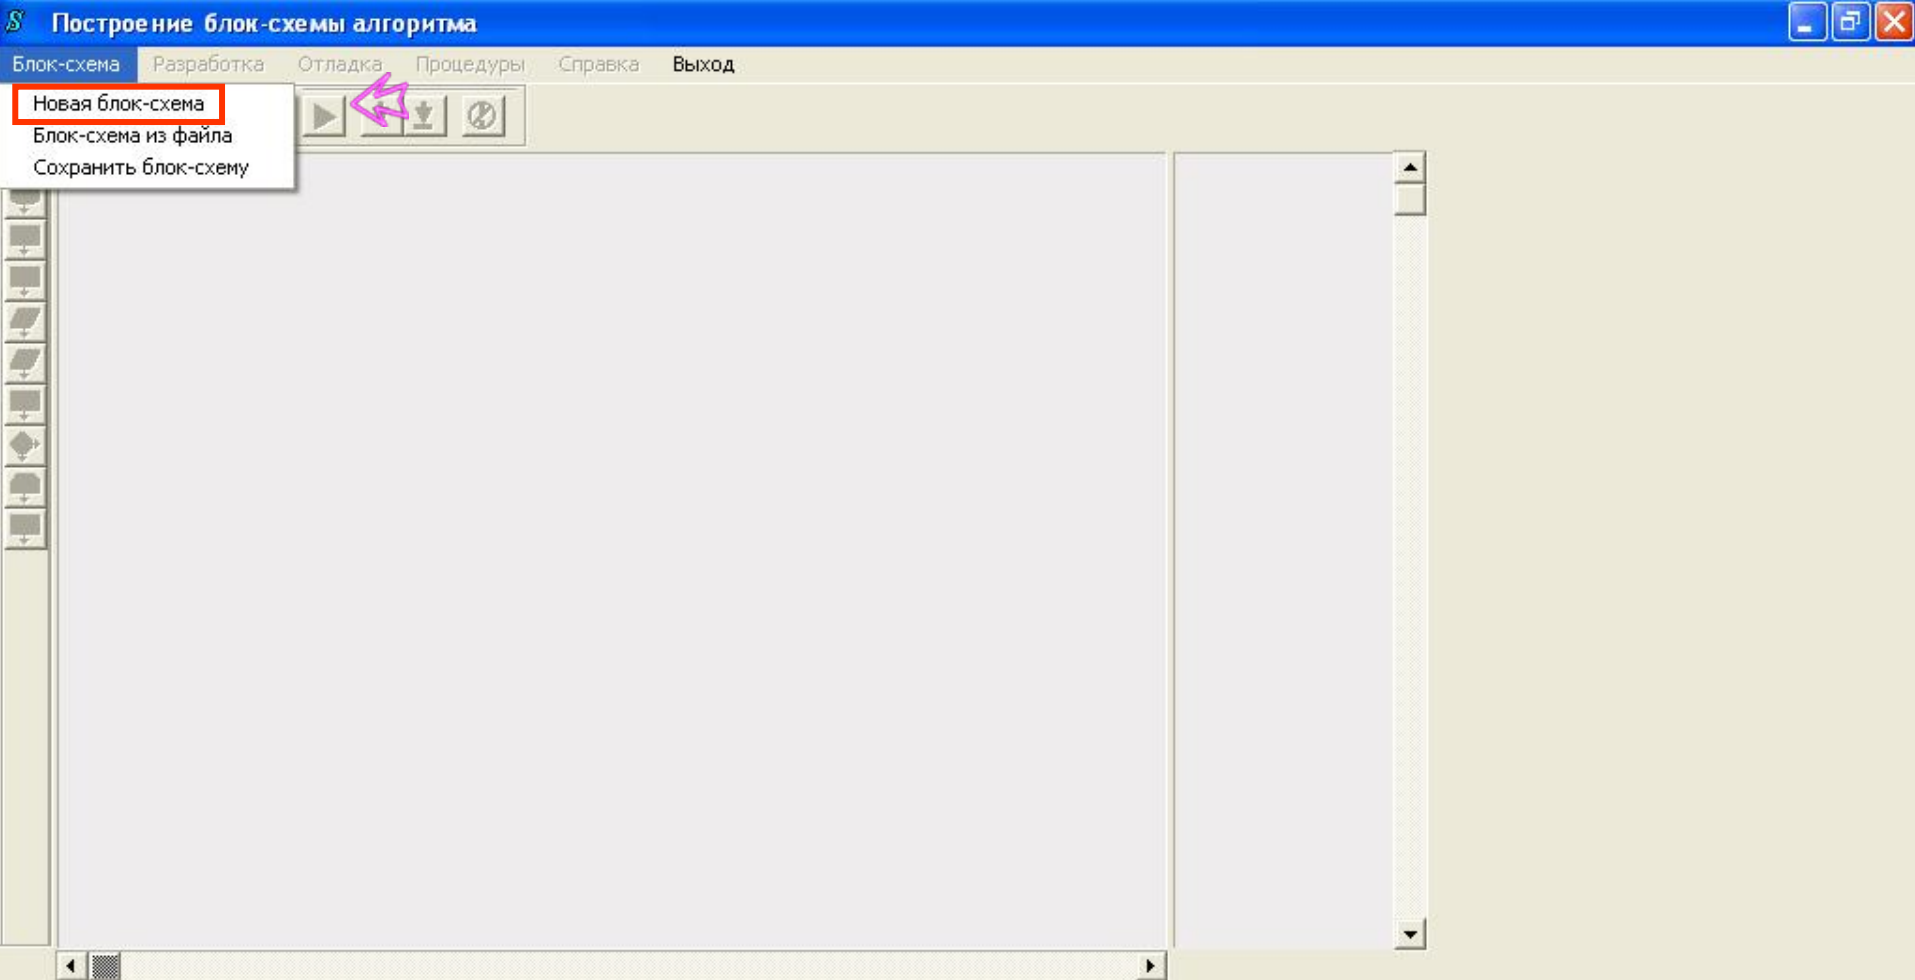 Построение блок-схемы алгоритма
Блок-схема Разработка Отладка Процедуры Справка Выход
Новая блок-схема
Блок-схема из файла
Сохранить блок-схему